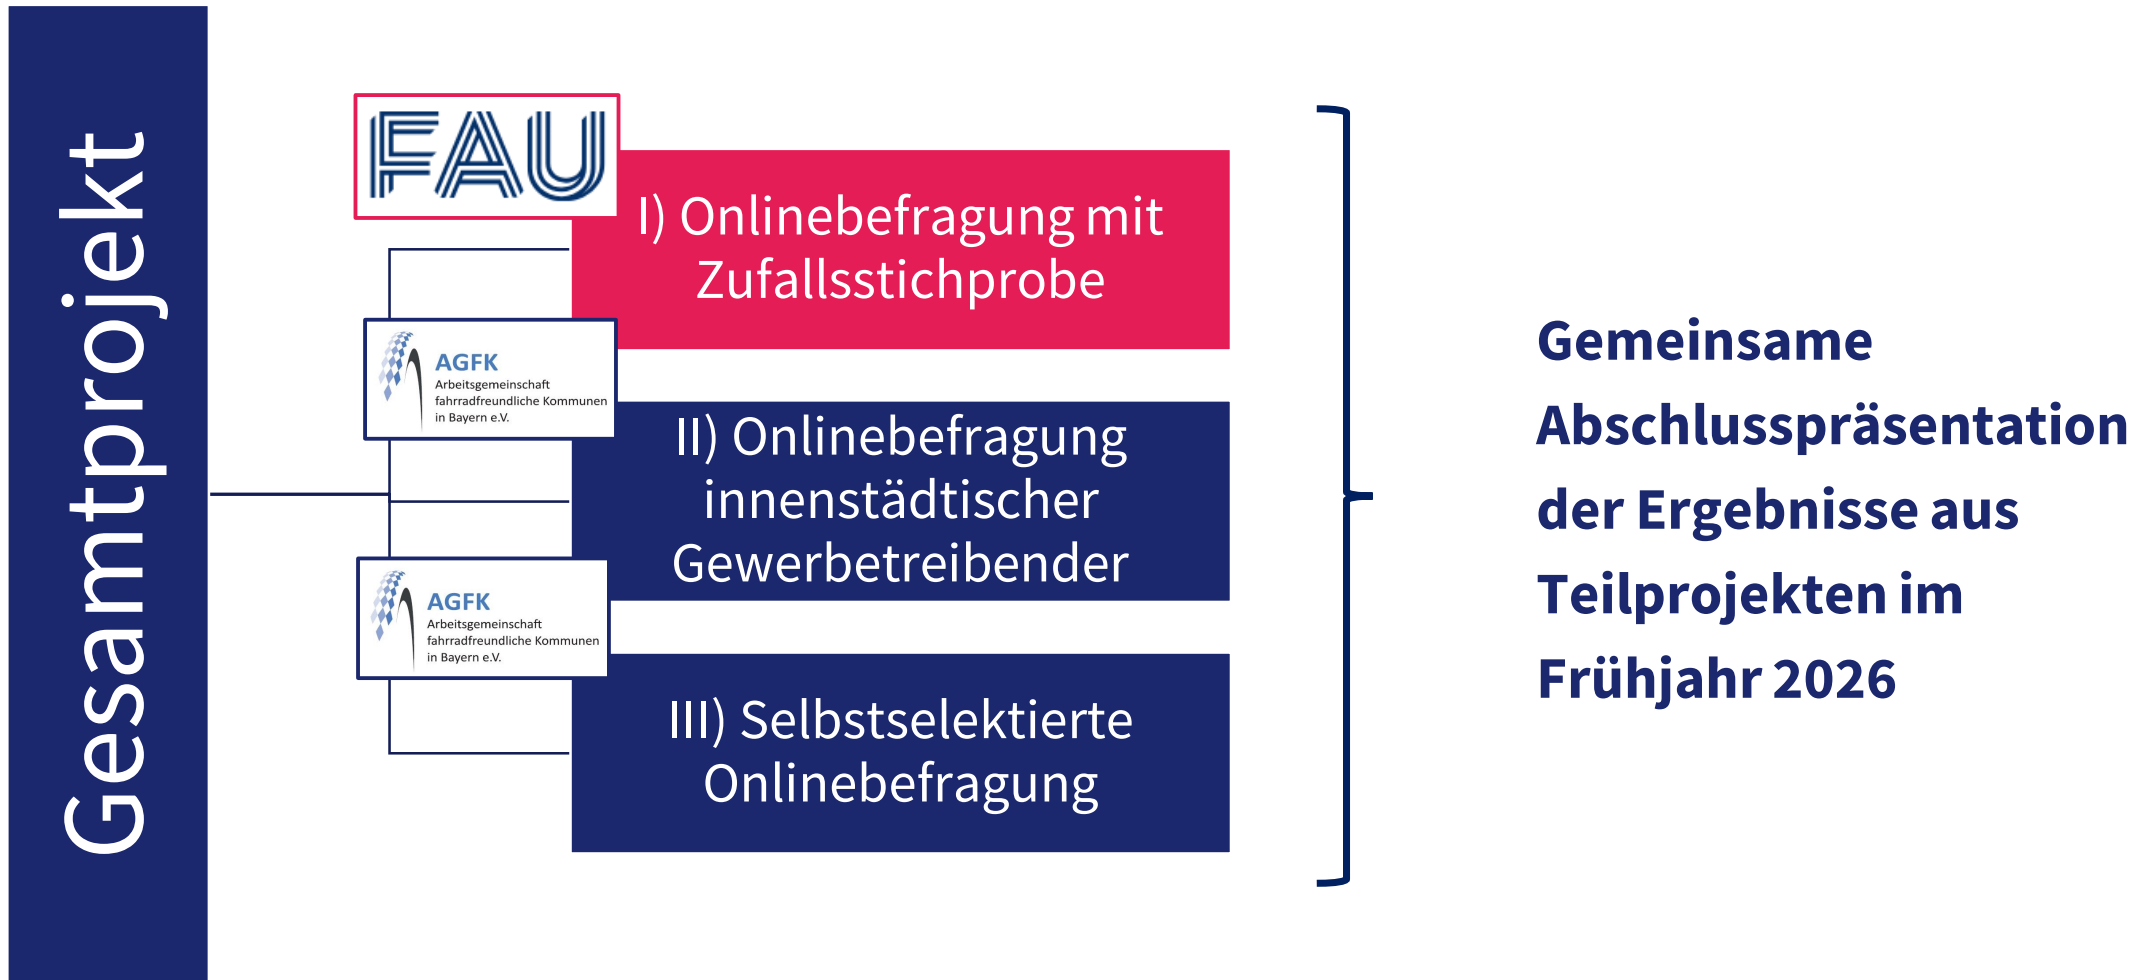 Gesamtprojekt
FAU
I) Onlinebefragung mit
Zufallsstichprobe
AGFK
Arbeitsgemeinschaft
fahrradfreundliche Kommunen
in Bayern e.V.
II) Onlinebefragung
innenstädtischer
Gewerbetreibender
AGFK
Arbeitsgemeinschaft
fahrradfreundliche Kommunen
in Bayern e.V.
III) Selbstselektierte
Onlinebefragung
Gemeinsame
Abschlusspräsentation
der Ergebnisse aus
Teilprojekten im
Frühjahr 2026